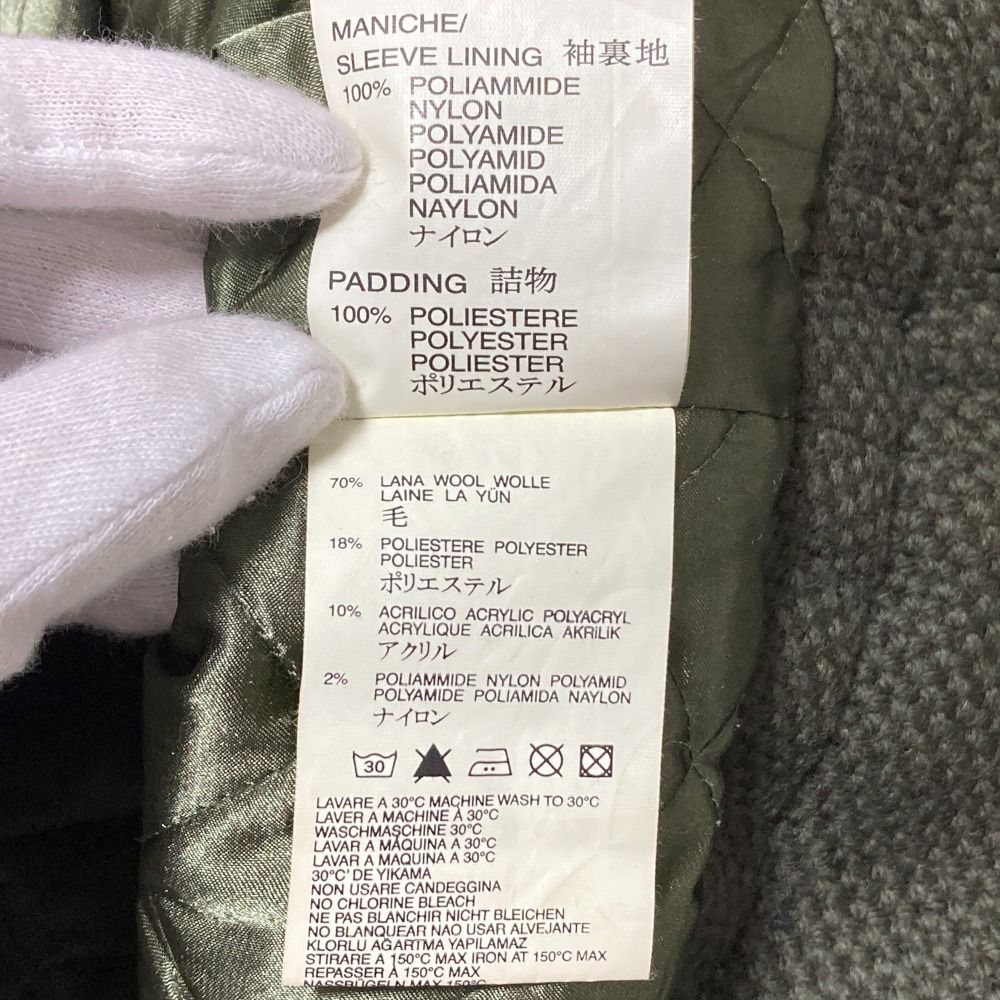 MANICHE/
SLEEVE LINING 袖裏地
100% POLIAMMIDE
NYLON
POLYAMIDE
POLYAMID
POLIAMIDA
NAYLON
ナイロン
PADDING 詰物
100% POLIESTERE
POLYESTER
POLIESTER
ポリエステル
70% LANA WOOL WOLLE
LAINE LA YÜN
毛
18% POLIESTERE POLYESTER
POLIESTER
ポリエステル
10% ACRILICO ACRYLIC POLYACRYL
ACRYLIQUE ACRILICA AKRILIK
アクリル
2% POLIAMMIDE NYLON POLYAMID
POLYAMIDE POLIAMIDA NAYLON
ナイロン
30
LAVARE A 30°C MACHINE WASH TO 30°C
LAVER A MACHINE À 30°C
WASCHMASCHINE 30°C
LAVAR A MÁQUINA A 30°C
LAVAR A MAQUINA A 30°C
30°C' DE YIKAMA
NON USARE CANDEGGINA
NO CHLORINE BLEACH
NE PAS BLANCHIR NICHT BLEICHEN
NO BLANQUEAR NAO USAR ALVEJANTE
KLORLU AĞARTMA YAPILAMAZ
STIRARE A 150°C MAX IRON AT 150°C MAX
REPASSER À 150°C MAX
NASSBÜGELN MAX 150°C